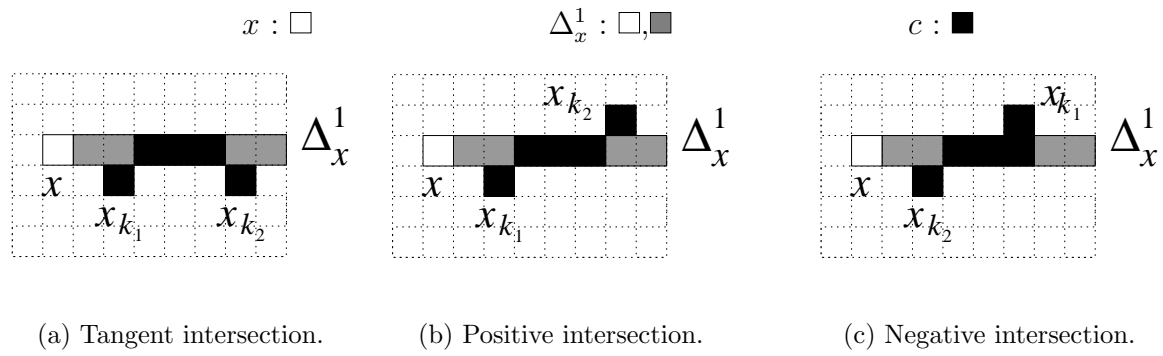 x : □ Δ_x^1 : □,■ c : ■
x_{k_2} x_{k_1}
Δ_x^1 Δ_x^1 Δ_x^1
x x x
x_{k_1} x_{k_2} x_{k_1} x_{k_2}
(a) Tangent intersection. (b) Positive intersection. (c) Negative intersection.